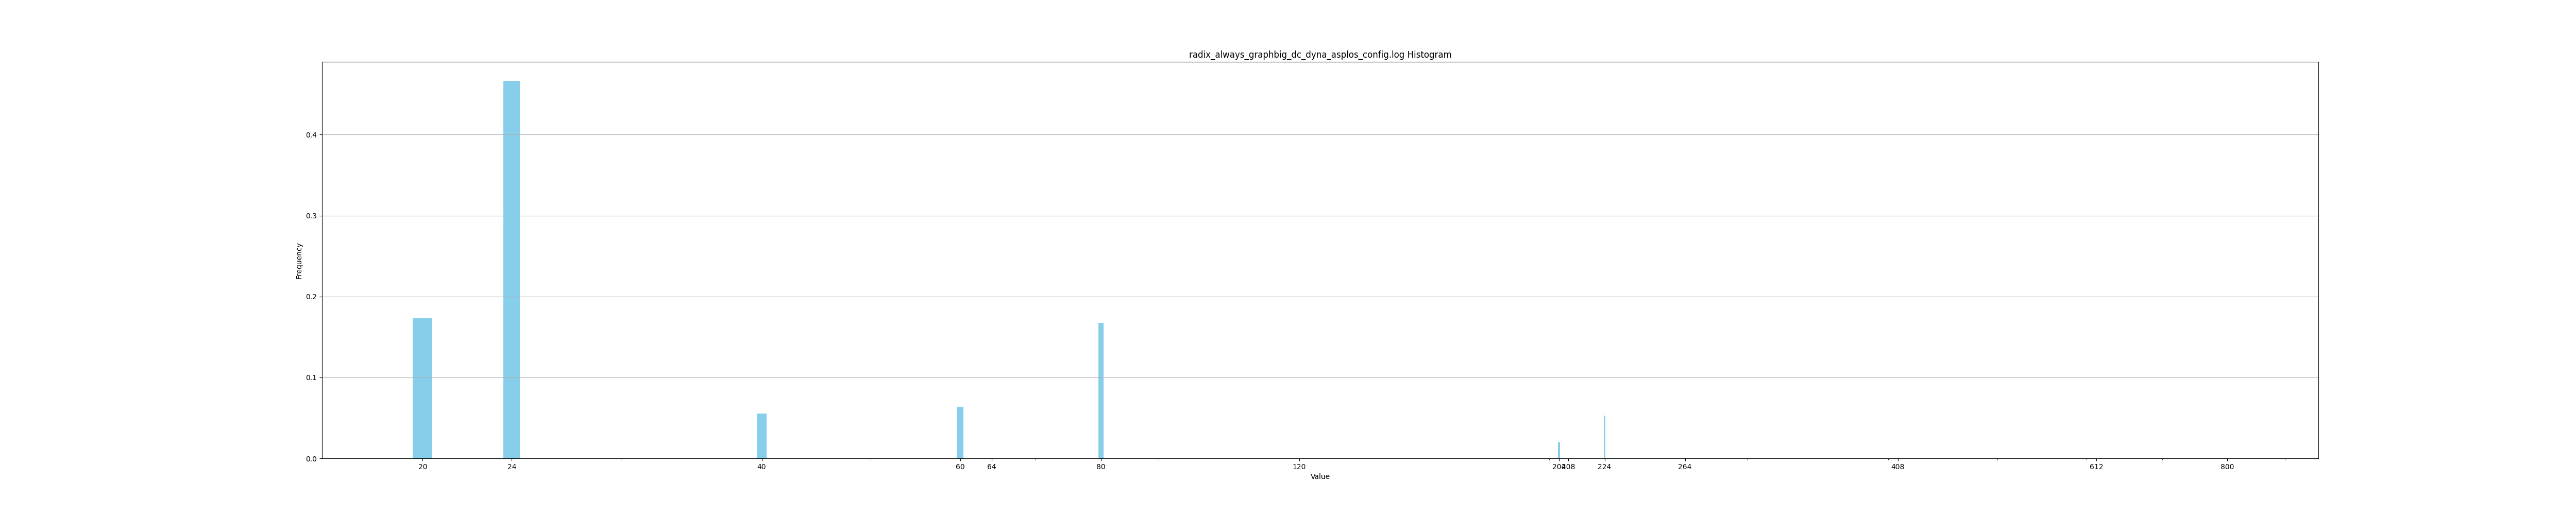 radix_always_graphbig_dc_dyna_asplos_config.log Histogram
Frequency
0.4
0.3
0.2
0.1
0.0
20 24 40 60 64 80 120 204 208 224 264 408 612 800
Value